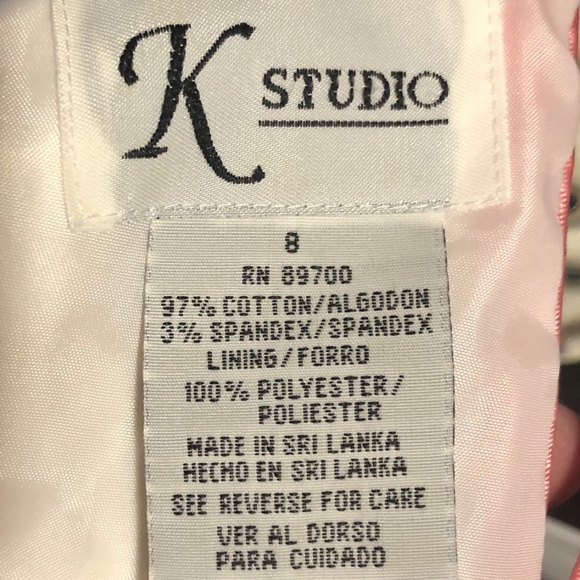 K STUDIO
8
RN 89700
97% COTTON/ALGODON
3% SPANDEX/SPANDEX
LINING/FORRO
100% POLYESTER/
POLIESTER
MADE IN SRI LANKA
HECHO EN SRI LANKA
SEE REVERSE FOR CARE
VER AL DORSO
PARA CUIDADO